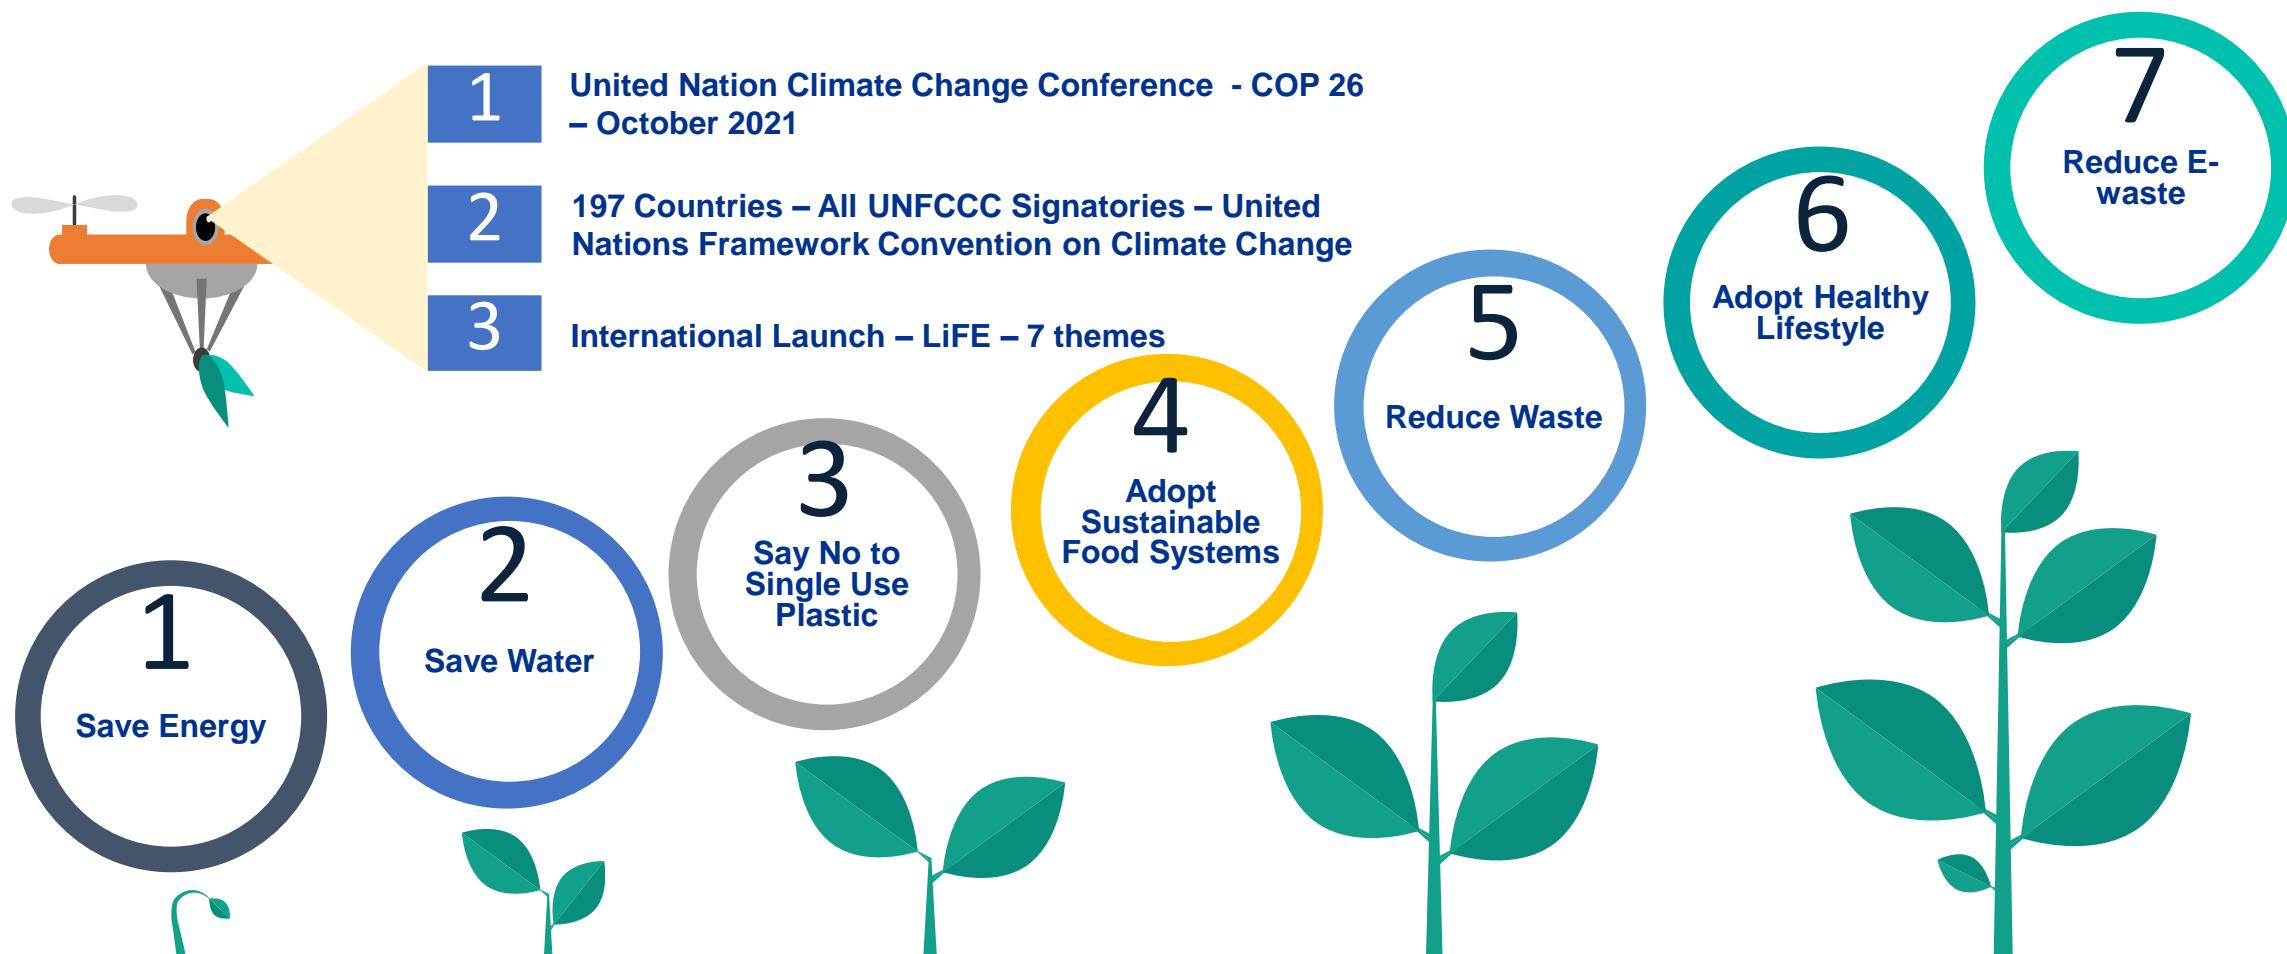 1
United Nation Climate Change Conference  - COP 26
– October 2021
2
197 Countries – All UNFCCC Signatories – United
Nations Framework Convention on Climate Change
3
International Launch – LiFE – 7 themes
1
Save Energy
2
Save Water
3
Say No to
Single Use
Plastic
4
Adopt
Sustainable
Food Systems
5
Reduce Waste
6
Adopt Healthy
Lifestyle
7
Reduce E-
waste